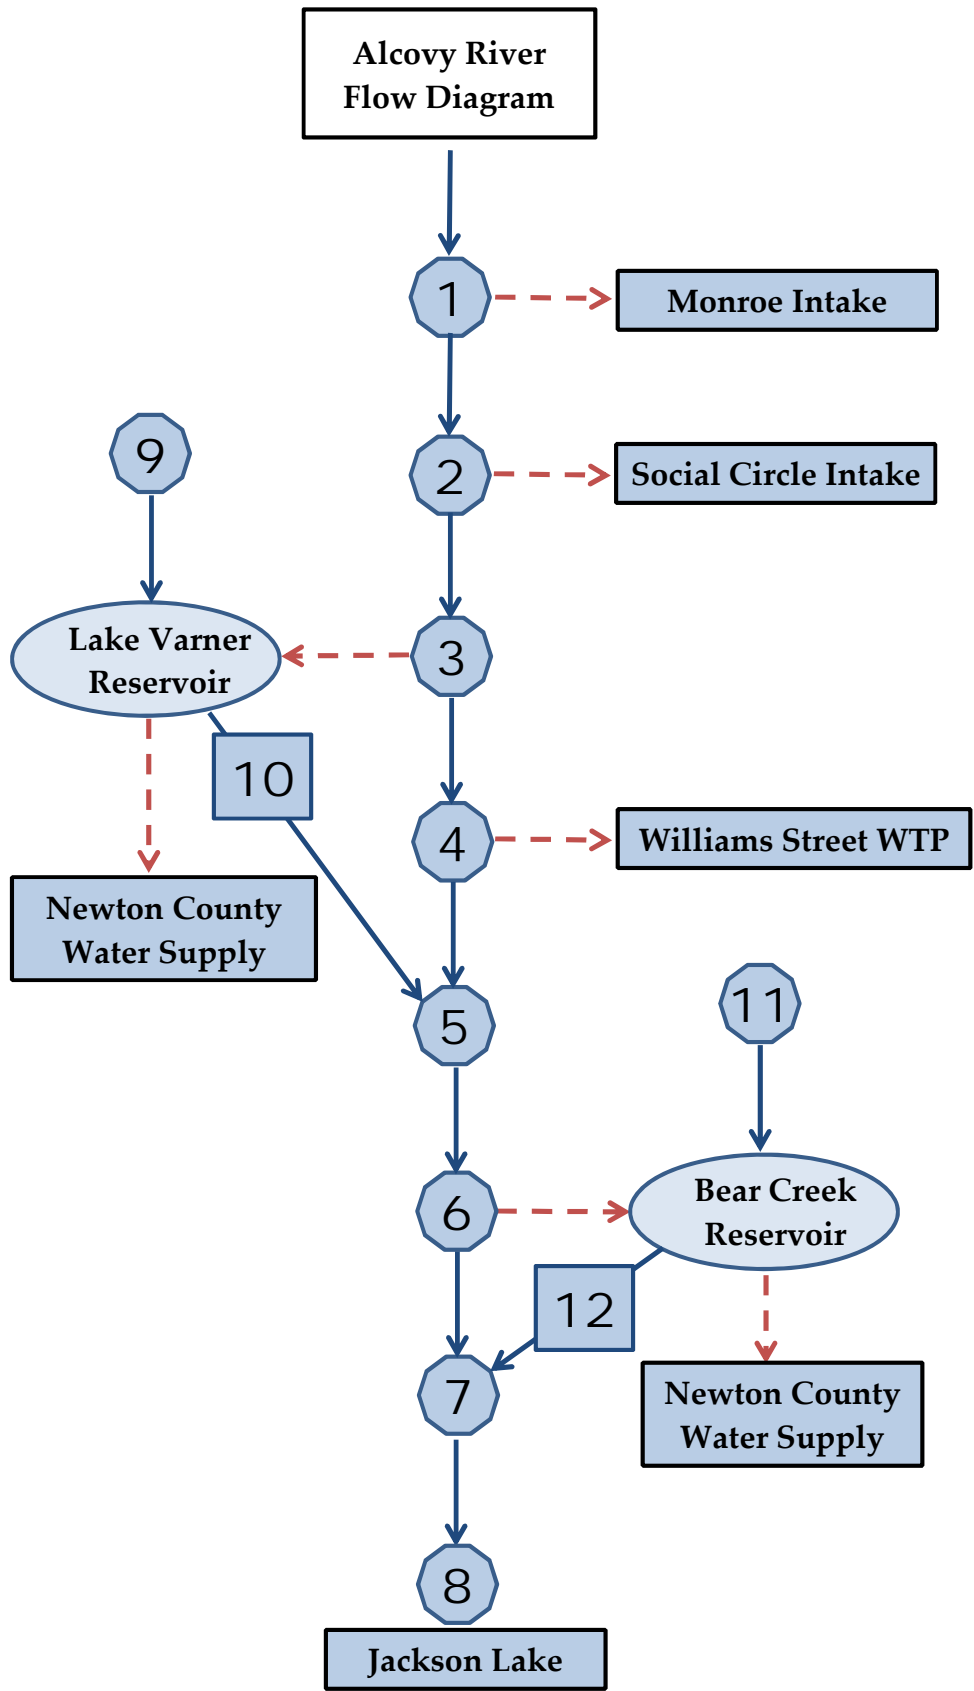 Alcovy River
Flow Diagram
1
Monroe Intake
9
2
Social Circle Intake
Lake Varner
Reservoir
3
10
4
Williams Street WTP
Newton County
Water Supply
5
11
6
Bear Creek
Reservoir
12
7
Newton County
Water Supply
8
Jackson Lake